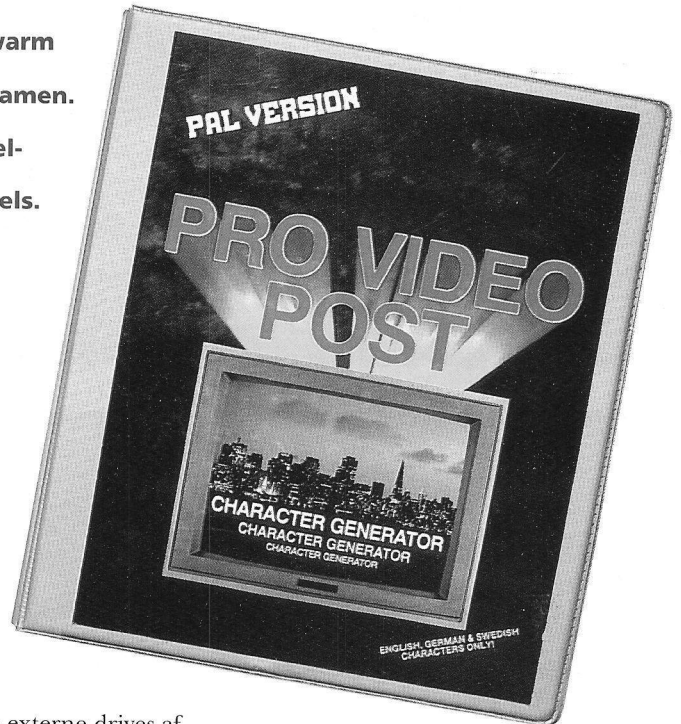 varm
amen.
el-
els.
PAL VERSION
PRO VIDEO
POST
CHARACTER GENERATOR
CHARACTER GENERATOR
CHARACTER GENERATOR
ENGLISH, GERMAN & SWEDISH
CHARACTERS ONLY!
externe drives of